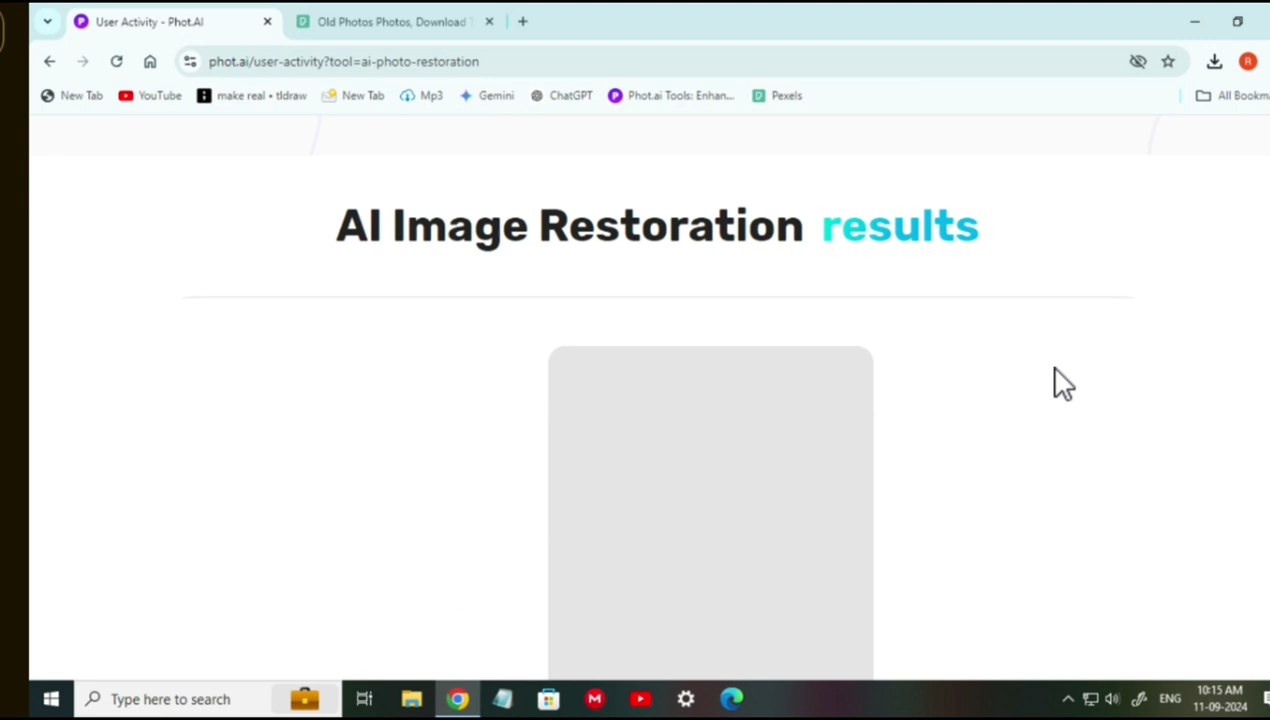 User Activity - Phot.AI
Old Photos Photos, Download
phot.ai/user-activity?tool=ai-photo-restoration
R
New Tab
YouTube
make real • tldraw
New Tab
Mp3
Gemini
ChatGPT
Phot.ai Tools: Enhan...
Pexels
All Bookma
AI Image Restoration results
Type here to search
ENG
10:15 AM
11-09-2024